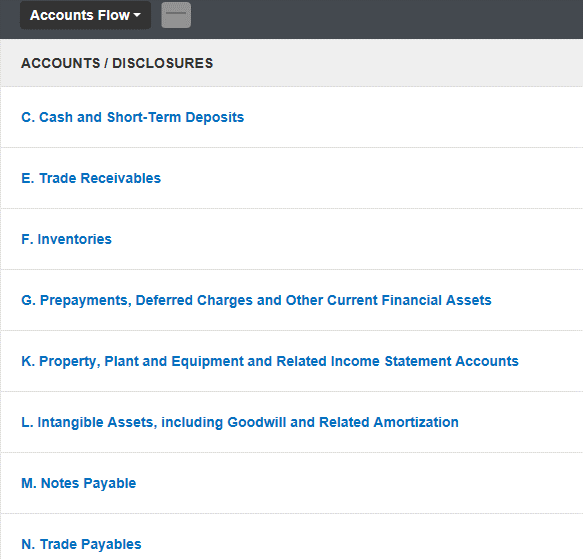 Accounts Flow
ACCOUNTS / DISCLOSURES
C. Cash and Short-Term Deposits
E. Trade Receivables
F. Inventories
G. Prepayments, Deferred Charges and Other Current Financial Assets
K. Property, Plant and Equipment and Related Income Statement Accounts
L. Intangible Assets, including Goodwill and Related Amortization
M. Notes Payable
N. Trade Payables